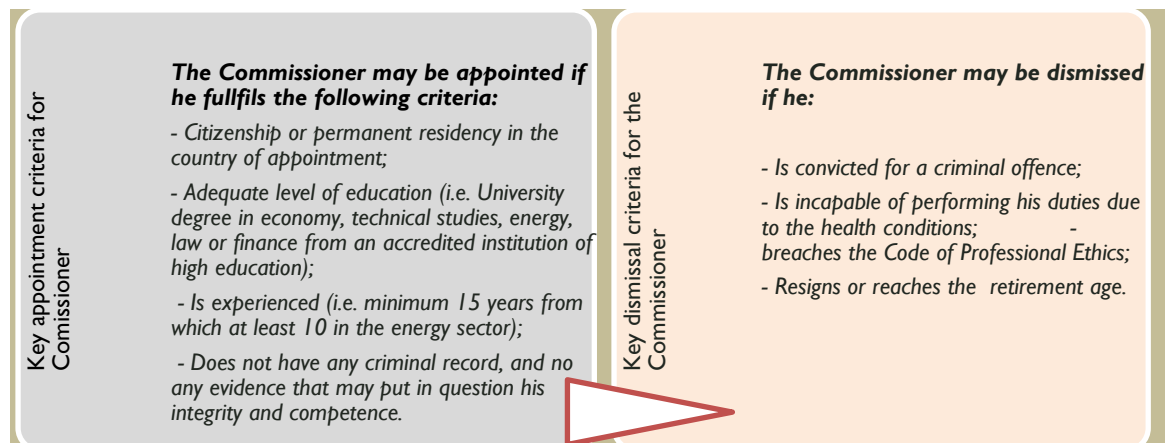 Key appointment criteria for
Comissioner
The Commissioner may be appointed if
he fullfils the following criteria:
- Citizenship or permanent residency in the
country of appointment;
- Adequate level of education (i.e. University
degree in economy, technical studies, energy,
law or finance from an accredited institution of
high education);
- Is experienced (i.e. minimum 15 years from
which at least 10 in the energy sector);
- Does not have any criminal record, and no
any evidence that may put in question his
integrity and competence.
Key dismissal criteria for the
Commissioner
The Commissioner may be dismissed
if he:
- Is convicted for a criminal offence;
- Is incapable of performing his duties due
to the health conditions; -
breaches the Code of Professional Ethics;
- Resigns or reaches the retirement age.